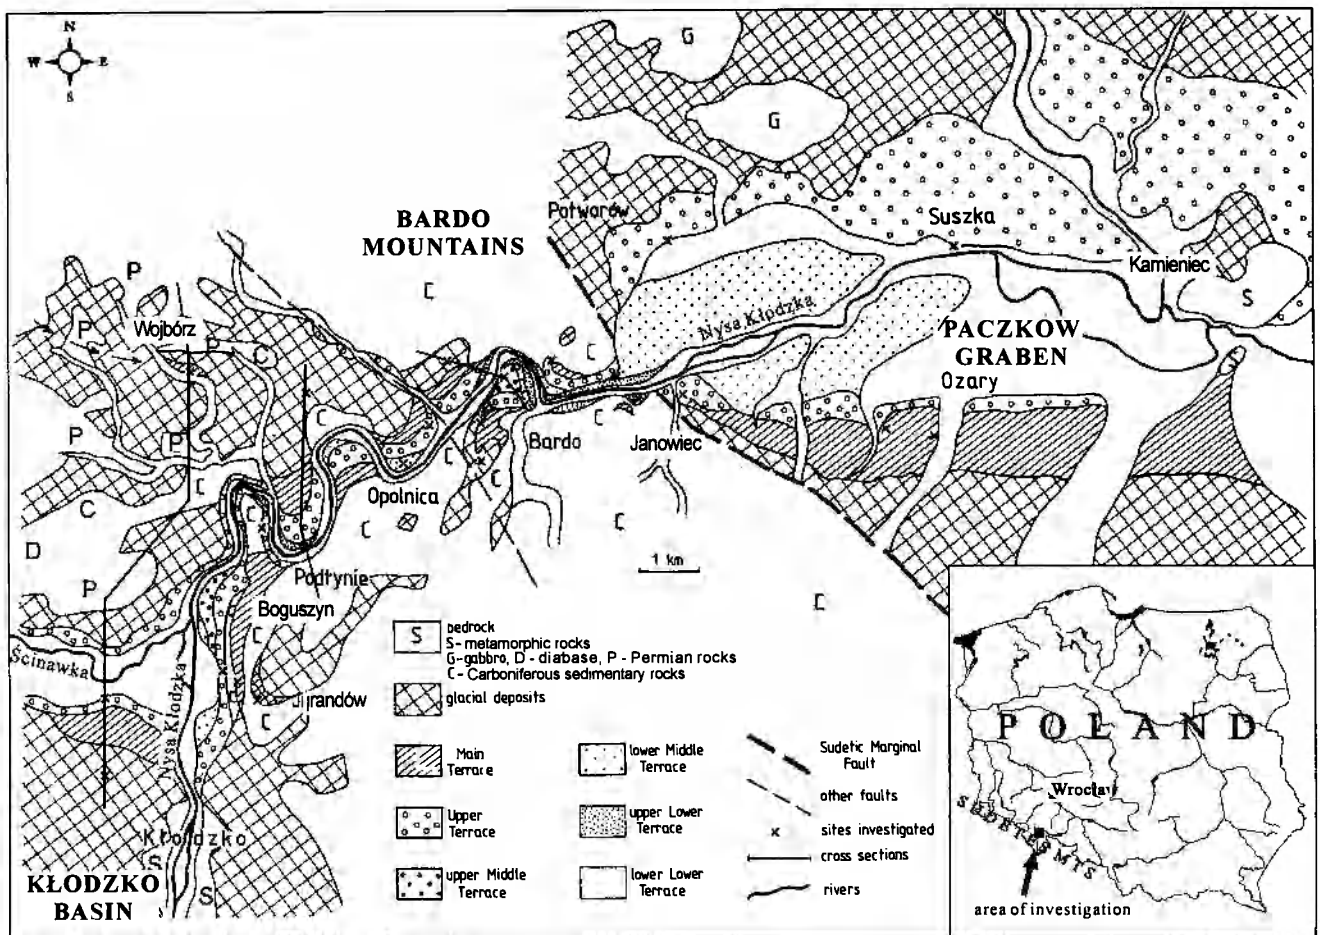 N
W E
S
G
G
BARDO
MOUNTAINS
Potworów
Suszka
Kamieniec
S
P
C
P
Wojbórz
C
Nysa Kłodzka
PACZKOW
GRABEN
Ozary
C
C
Bardo
Janowiec
P
P
C
C
C
Opolnica
C
C
C
D
P
Podtynie
1 km
C
Boguszyn
C
Ścinawka
Nysa Kłodzka
C
Kłodzko
S
S
KŁODZKO
BASIN
S
bedrock
S - metamorphic rocks
G - gabbro, D - diabase, P - Permian rocks
C - Carboniferous sedimentary rocks
glacial deposits
Main
Terrace
Upper
Terrace
upper Middle
Terrace
lower Middle
Terrace
upper Lower
Terrace
lower Lower
Terrace
Sudetic Marginal
Fault
other faults
sites investigated
cross sections
rivers
POLAND
Wrocław
SUDETES MTS
area of investigation